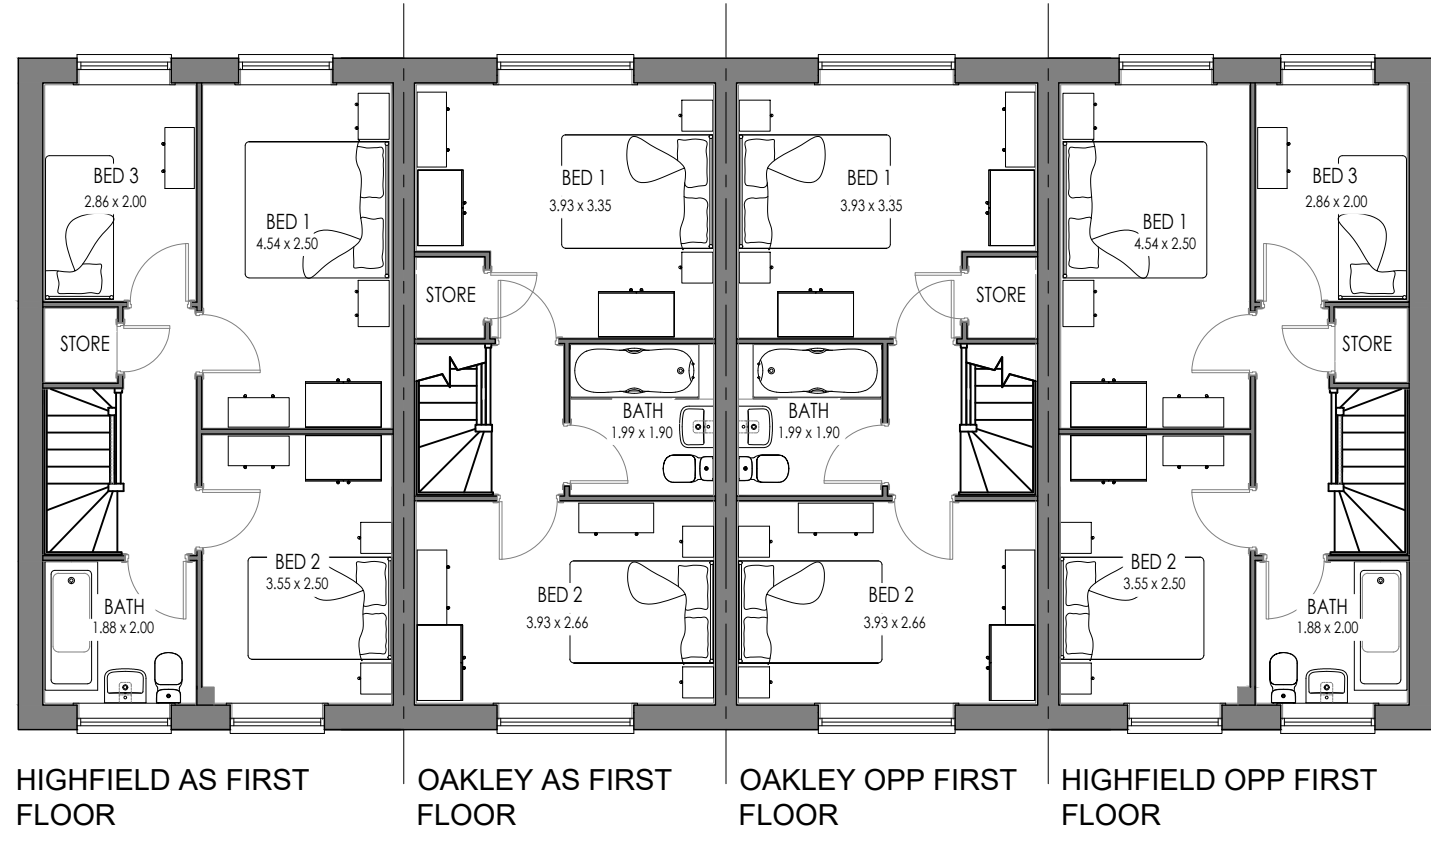 BED 3
2.86 x 2.00
BED 1
4.54 x 2.50
STORE
BED 2
3.55 x 2.50
BATH
1.88 x 2.00
HIGHFIELD AS FIRST
FLOOR
BED 1
3.93 x 3.35
STORE
BATH
1.99 x 1.90
BED 2
3.93 x 2.66
OAKLEY AS FIRST
FLOOR
BED 1
3.93 x 3.35
STORE
BATH
1.99 x 1.90
BED 2
3.93 x 2.66
OAKLEY OPP FIRST
FLOOR
BED 3
2.86 x 2.00
BED 1
4.54 x 2.50
STORE
BED 2
3.55 x 2.50
BATH
1.88 x 2.00
HIGHFIELD OPP FIRST
FLOOR